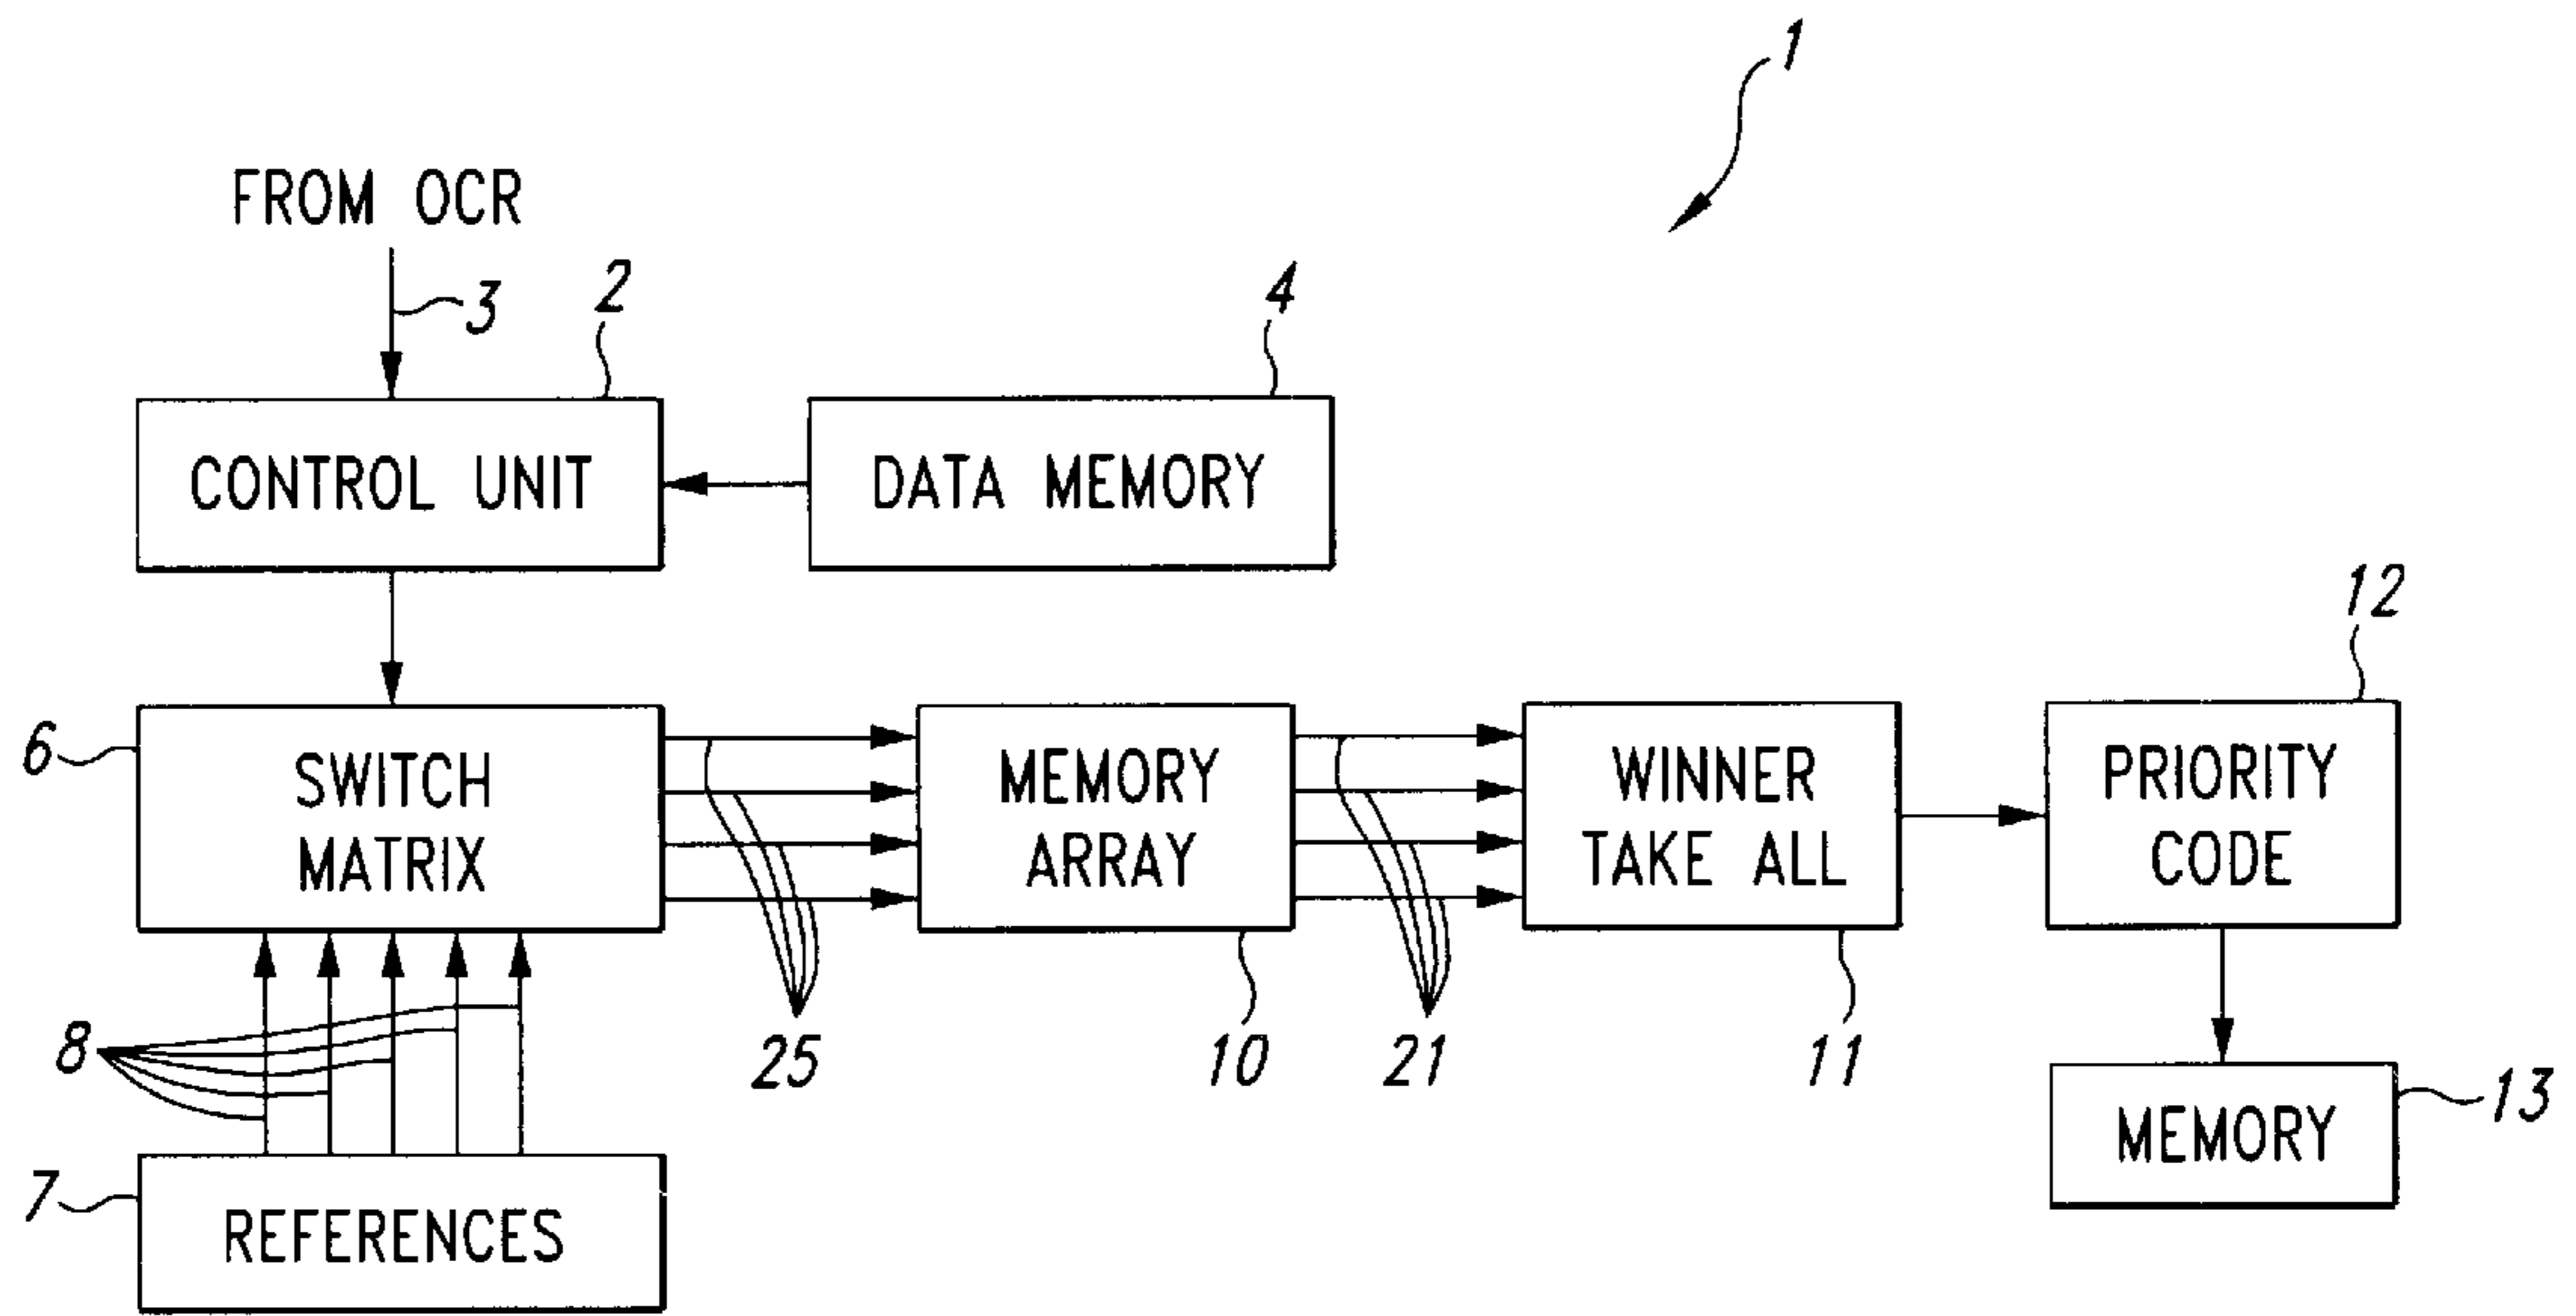 1
FROM OCR
3
2
4
CONTROL UNIT
DATA MEMORY
12
6
SWITCH
MATRIX
MEMORY
ARRAY
WINNER
TAKE ALL
PRIORITY
CODE
8
25
10
21
11
13
MEMORY
7
REFERENCES